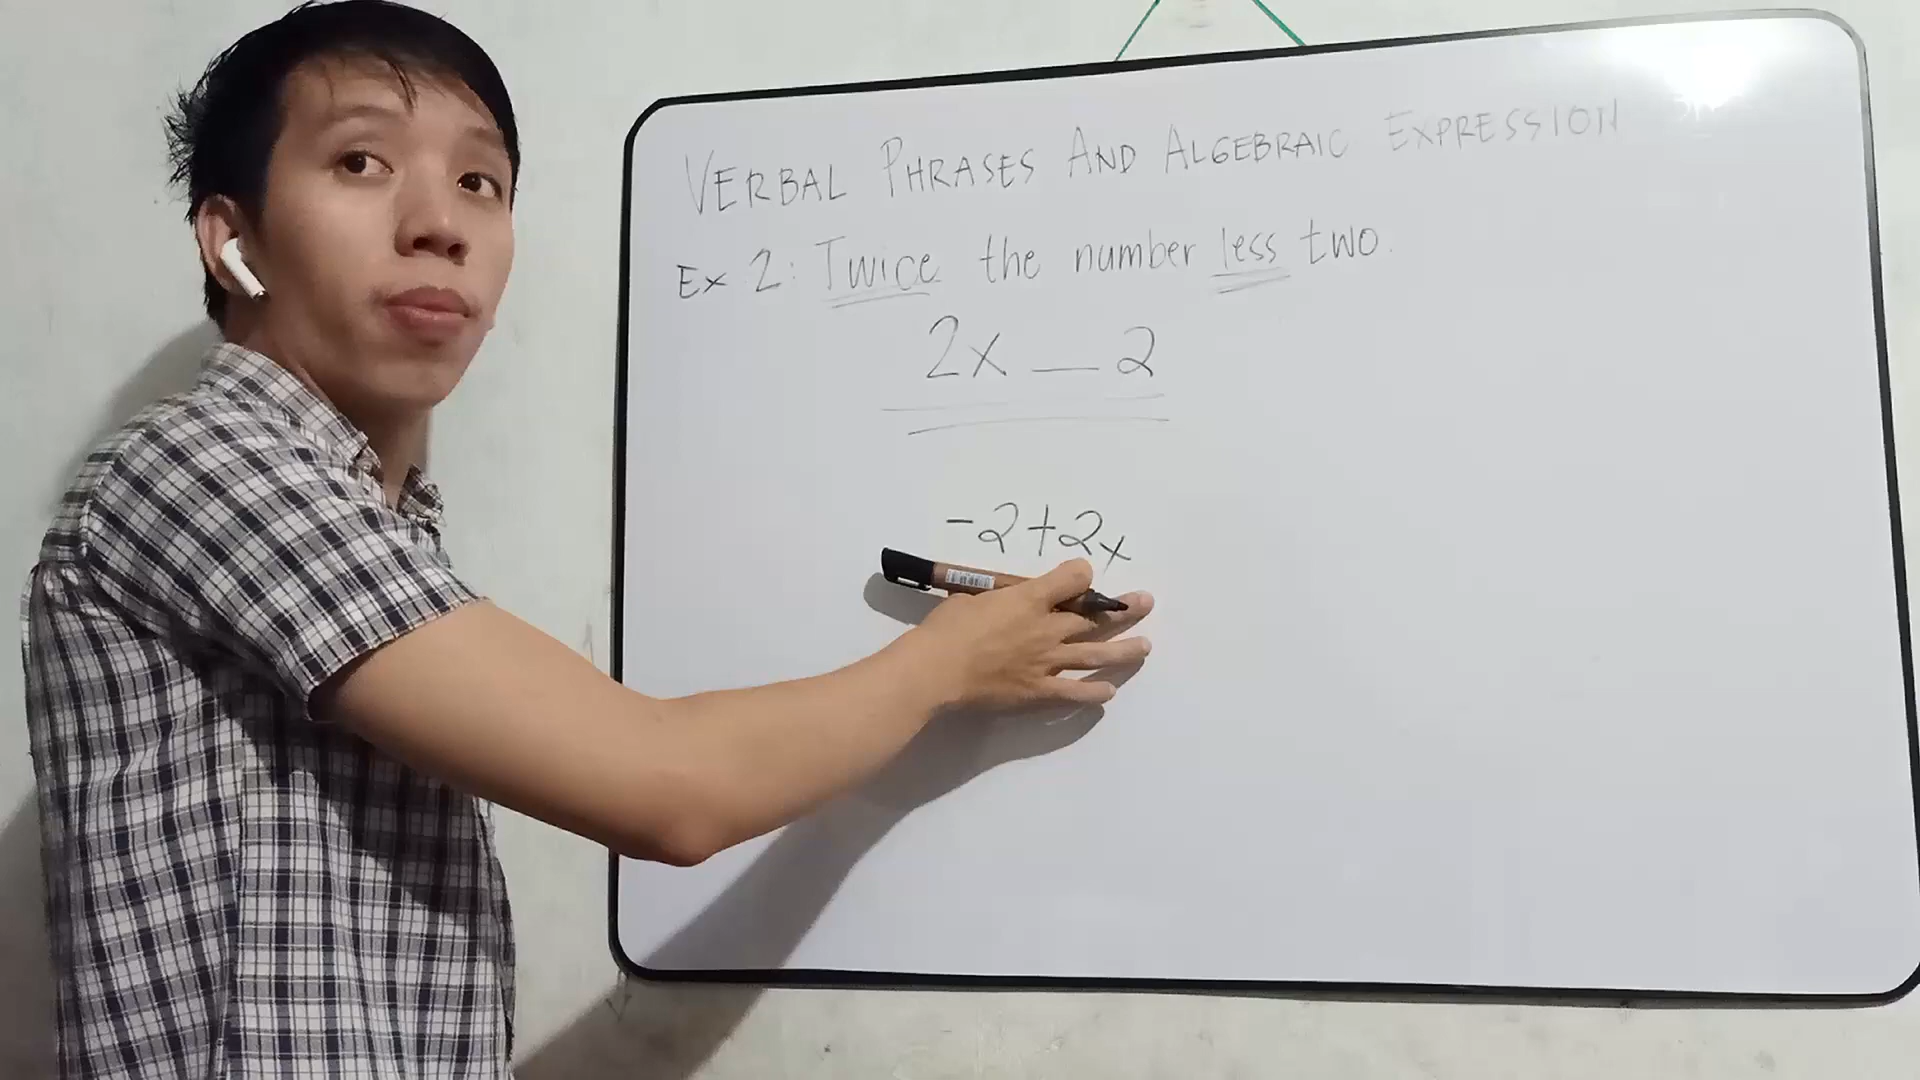 VERBAL PHRASES AND ALGEBRAIC EXPRESSION
Ex 2: Twice the number less two.
2x — 2
-2+2x